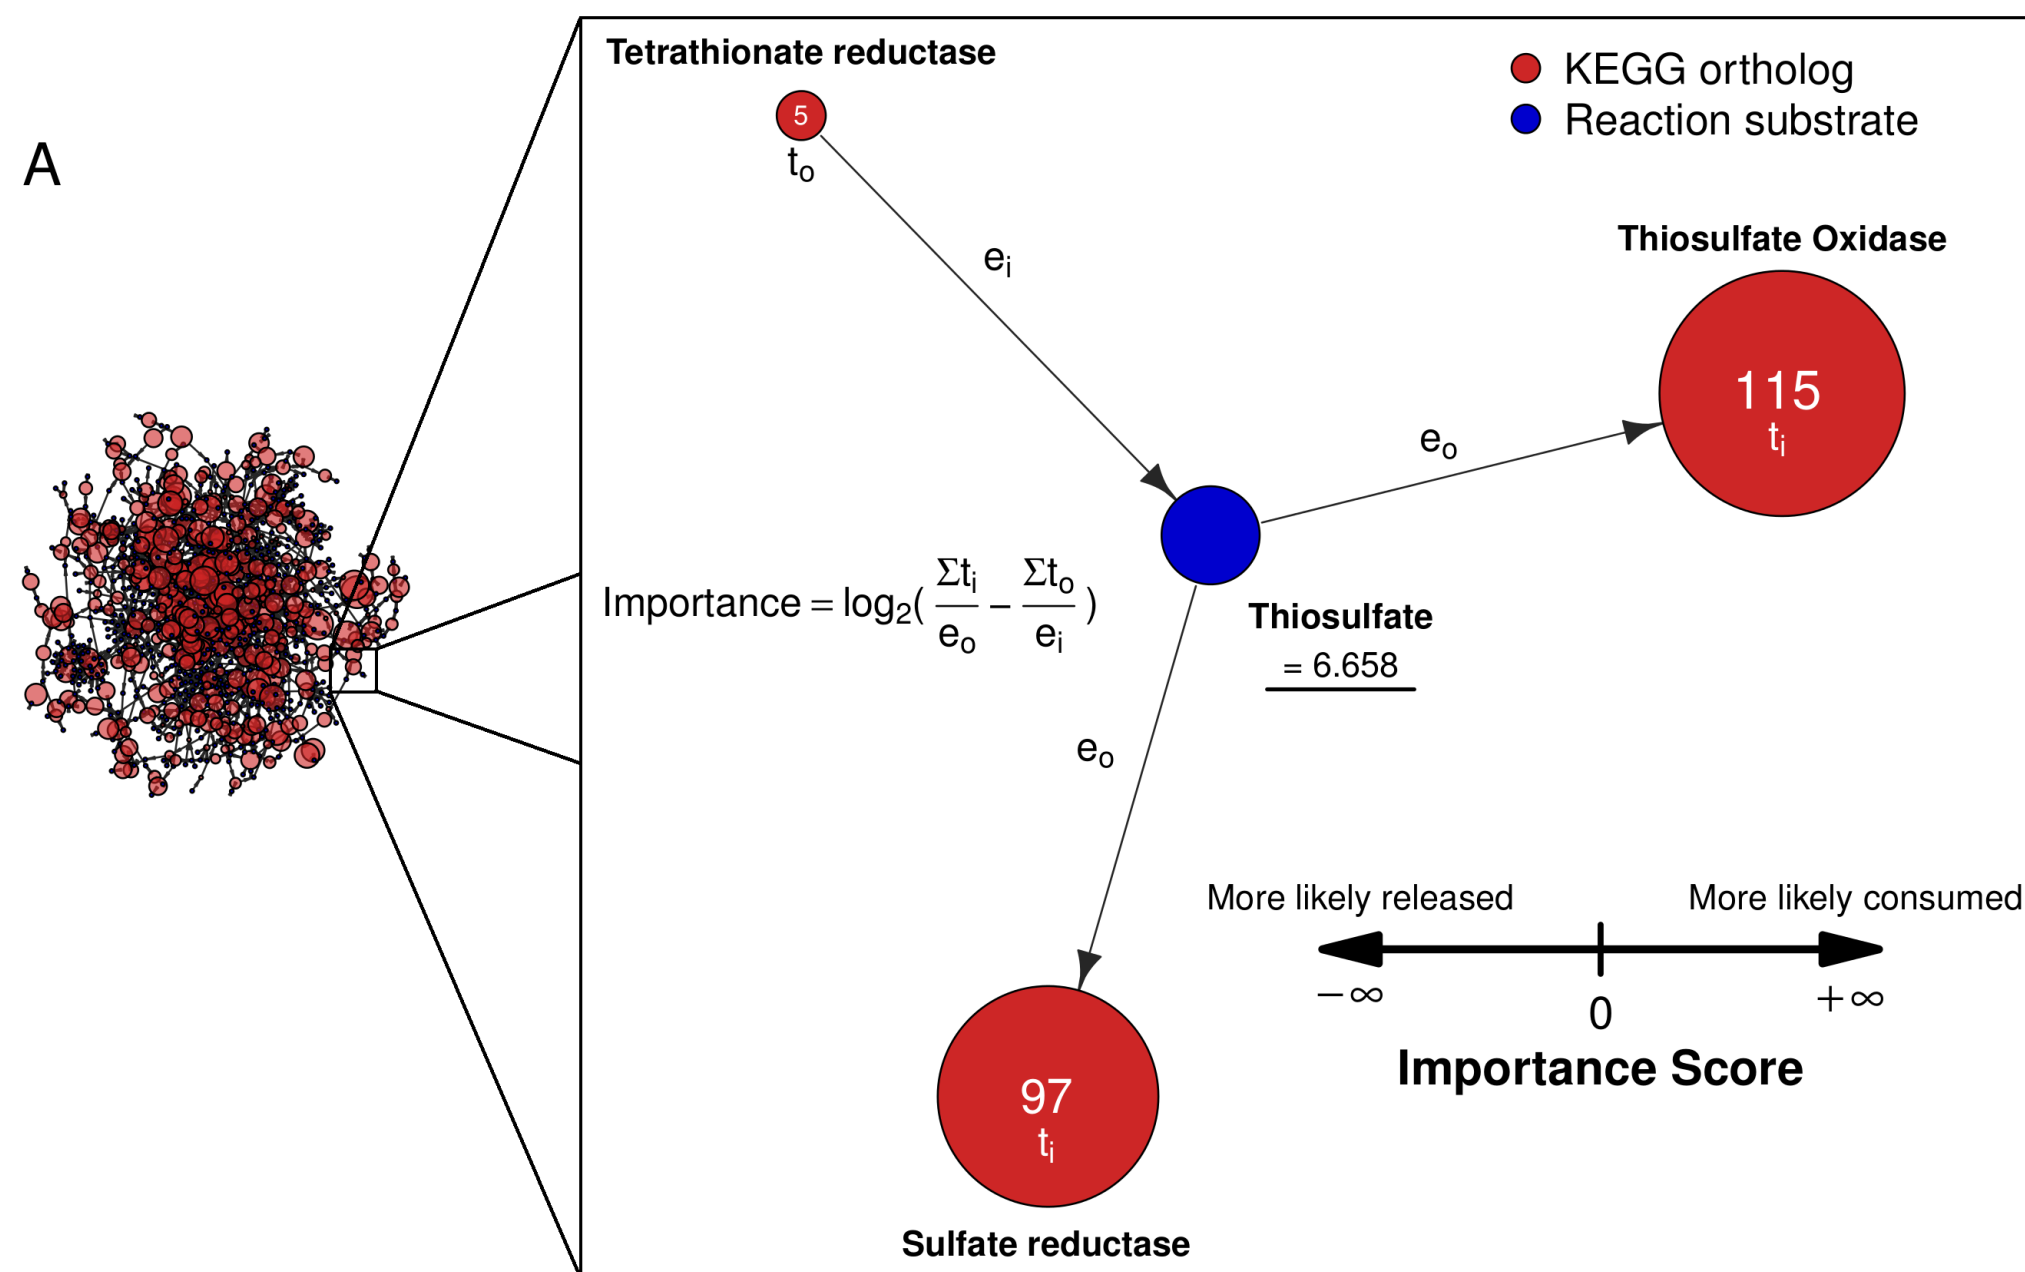 A
Tetrathionate reductase
5
t₀
KEGG ortholog
Reaction substrate
Thiosulfate Oxidase
115
tᵢ
eᵢ
eₒ
Importance = log₂( Σtᵢ/eₒ − Σtₒ/eᵢ )
Thiosulfate
= 6.658
eₒ
97
tᵢ
Sulfate reductase
More likely released
More likely consumed
−∞
0
+∞
Importance Score